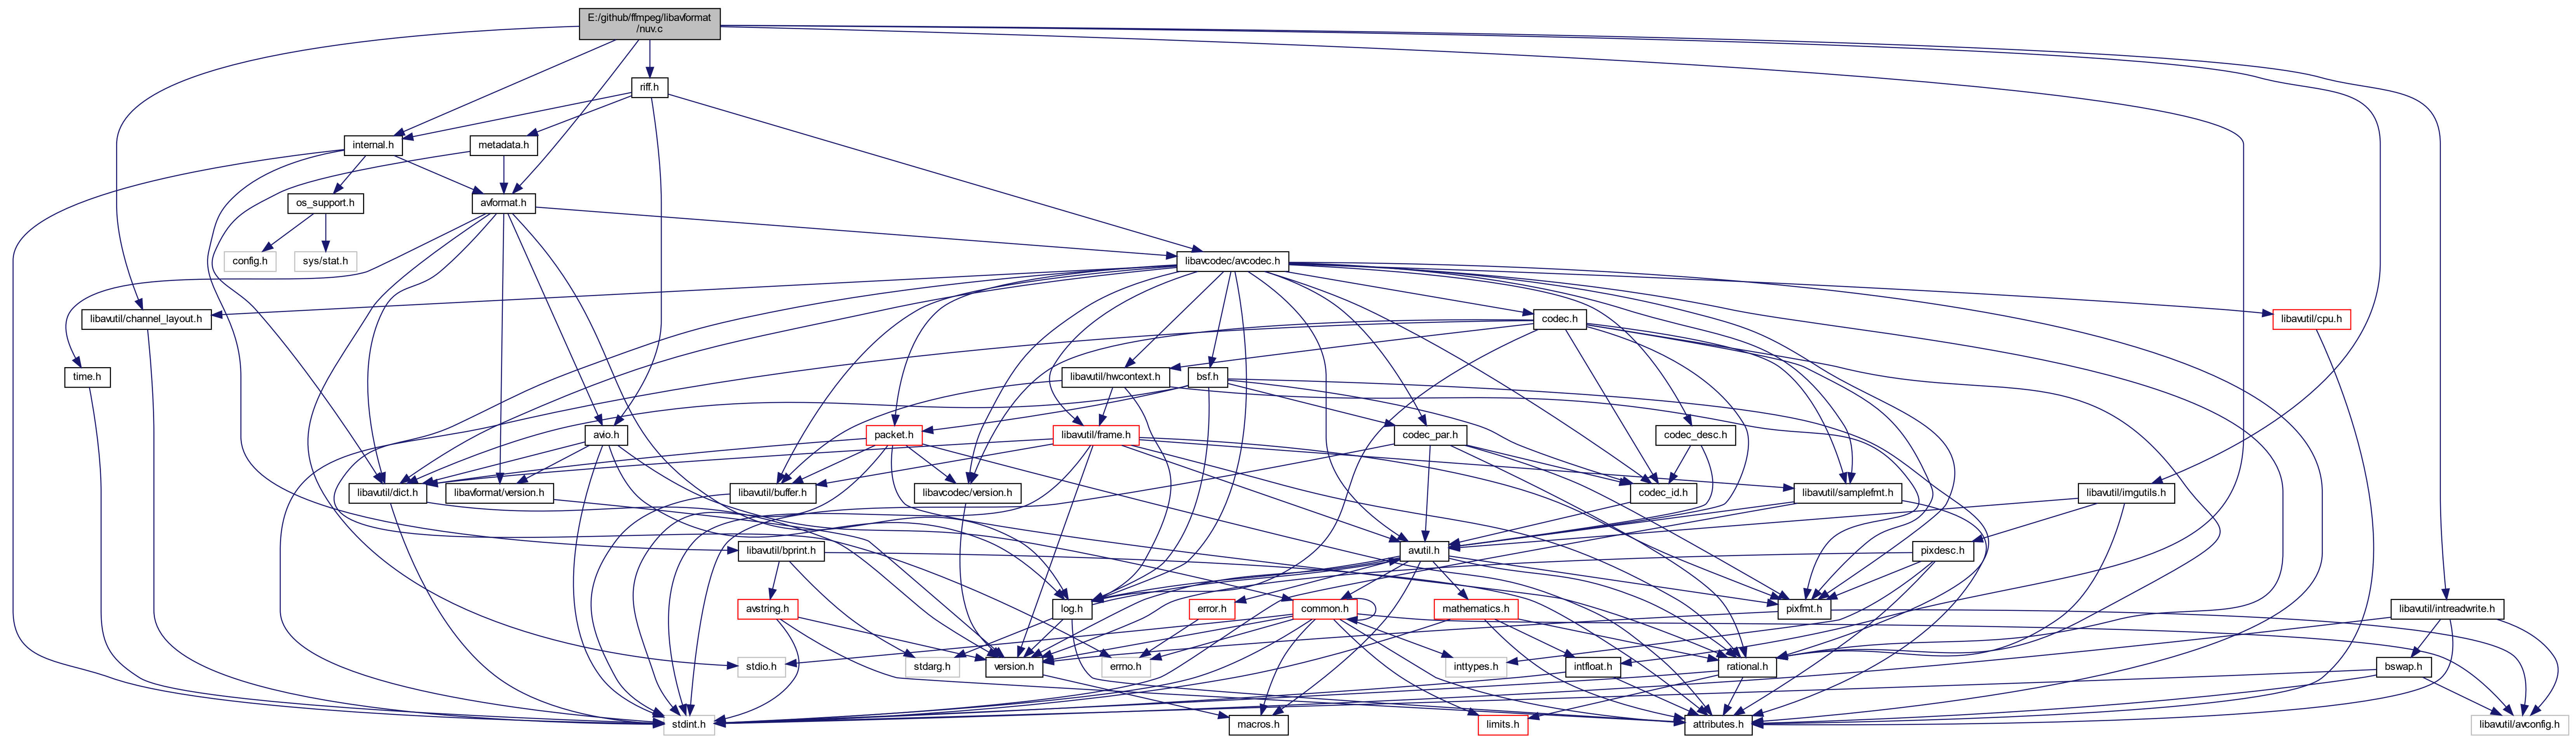 E:/github/ffmpeg/libavformat
/nuv.c
riff.h
internal.h
metadata.h
os_support.h
avformat.h
config.h
sys/stat.h
libavcodec/avcodec.h
libavutil/channel_layout.h
codec.h
libavutil/cpu.h
time.h
libavutil/hwcontext.h
bsf.h
avio.h
packet.h
libavutil/frame.h
codec_par.h
codec_desc.h
libavutil/dict.h
libavformat/version.h
libavutil/buffer.h
libavcodec/version.h
codec_id.h
libavutil/samplefmt.h
libavutil/imgutils.h
libavutil/bprint.h
avutil.h
pixdesc.h
avstring.h
log.h
error.h
common.h
mathematics.h
pixfmt.h
libavutil/intreadwrite.h
stdio.h
stdarg.h
version.h
errno.h
inttypes.h
intfloat.h
rational.h
bswap.h
stdint.h
macros.h
limits.h
attributes.h
libavutil/avconfig.h